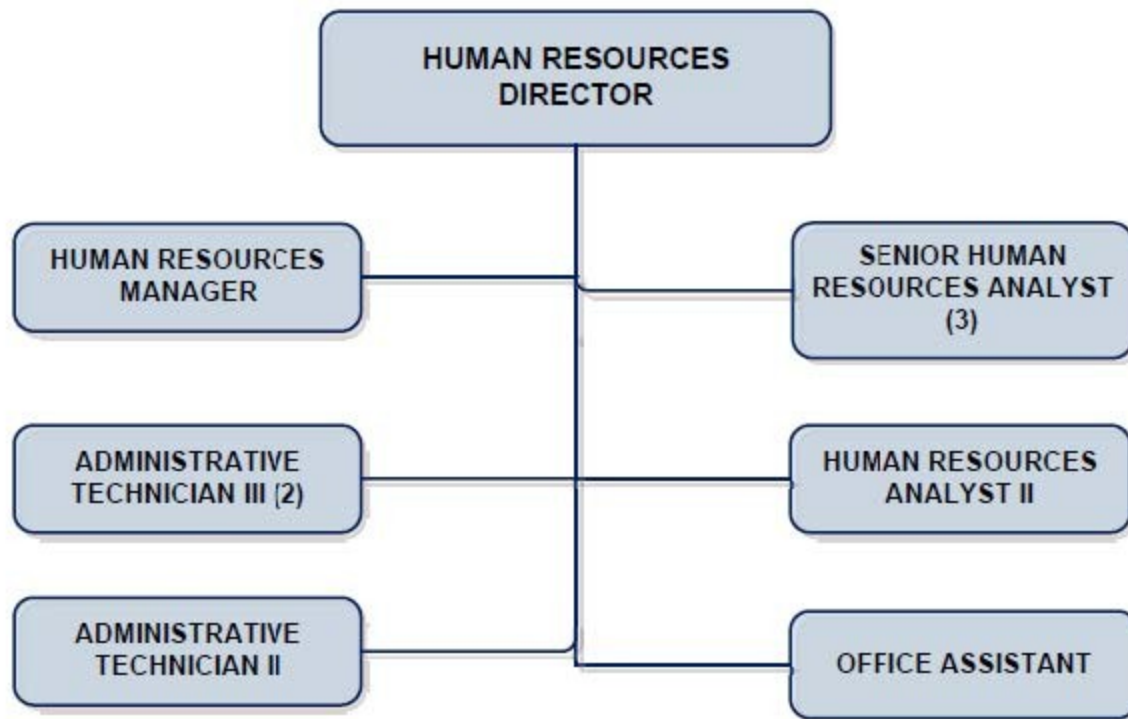 HUMAN RESOURCES
DIRECTOR
HUMAN RESOURCES
MANAGER
SENIOR HUMAN
RESOURCES ANALYST
(3)
ADMINISTRATIVE
TECHNICIAN III (2)
HUMAN RESOURCES
ANALYST II
ADMINISTRATIVE
TECHNICIAN II
OFFICE ASSISTANT